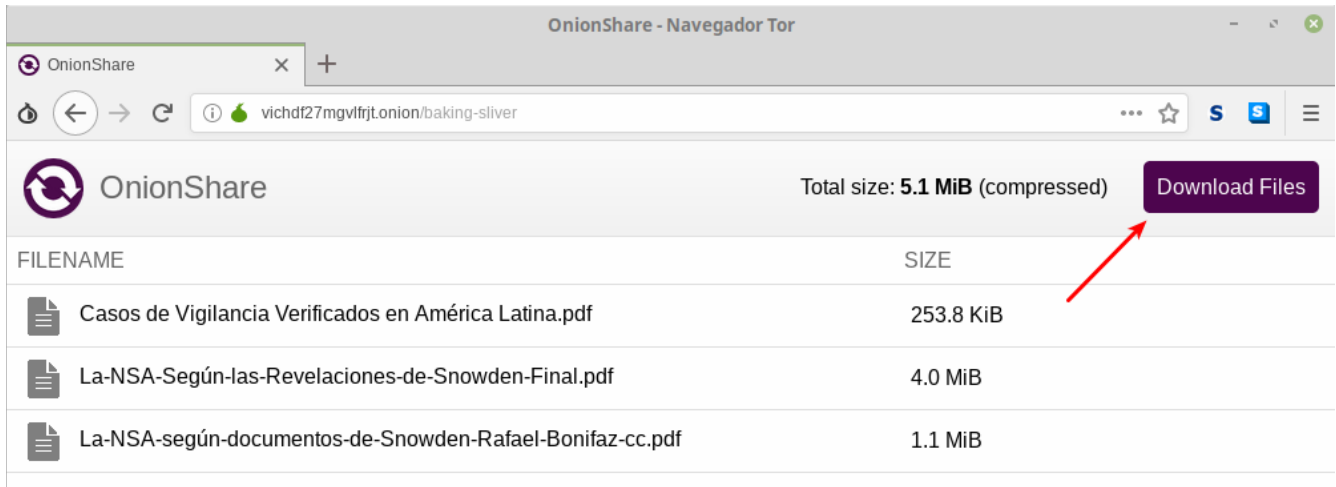 OnionShare - Navegador Tor
OnionShare
vichdf27mgvlfrjt.onion/baking-sliver
S S
OnionShare Total size: 5.1 MiB (compressed) Download Files
FILENAME SIZE
Casos de Vigilancia Verificados en América Latina.pdf 253.8 KiB
La-NSA-Según-las-Revelaciones-de-Snowden-Final.pdf 4.0 MiB
La-NSA-según-documentos-de-Snowden-Rafael-Bonifaz-cc.pdf 1.1 MiB